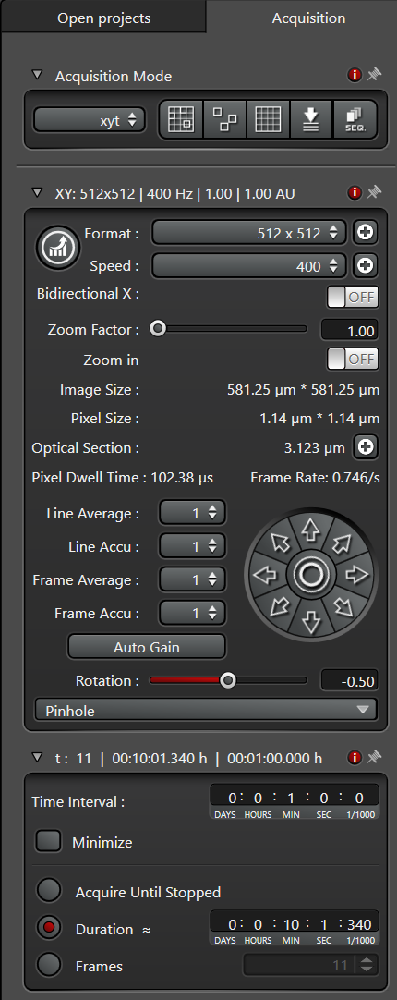 Open projects Acquisition
Acquisition Mode
xyt
SEQ.
XY: 512x512 | 400 Hz | 1.00 | 1.00 AU
Format : 512 x 512
Speed : 400
Bidirectional X : OFF
Zoom Factor : 1.00
Zoom in OFF
Image Size : 581.25 µm * 581.25 µm
Pixel Size : 1.14 µm * 1.14 µm
Optical Section : 3.123 µm
Pixel Dwell Time : 102.38 µs Frame Rate: 0.746/s
Line Average : 1
Line Accu : 1
Frame Average : 1
Frame Accu : 1
Auto Gain
Rotation : -0.50
Pinhole
t : 11 | 00:10:01.340 h | 00:01:00.000 h
Time Interval : 0 : 0 : 1 : 0 : 0
DAYS HOURS MIN SEC 1/1000
Minimize
Acquire Until Stopped
Duration ≈ 0 : 0 : 10 : 1 : 340
DAYS HOURS MIN SEC 1/1000
Frames 11